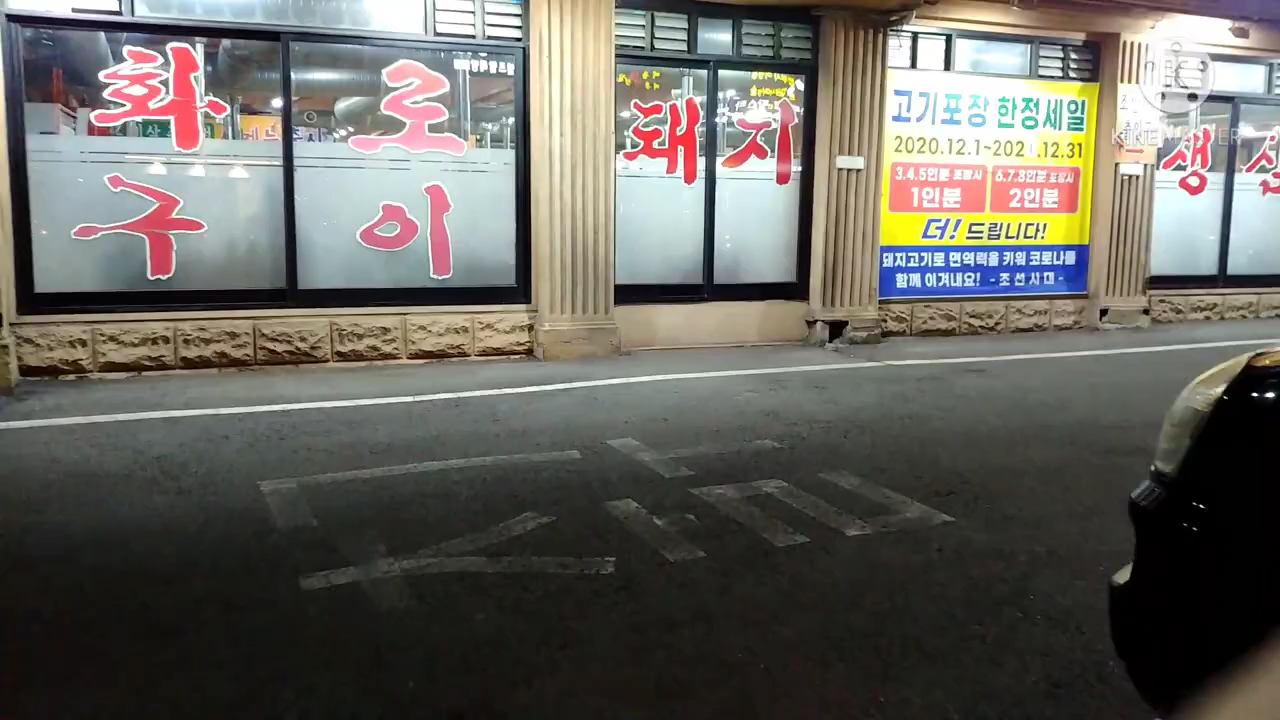 화로
구이
돼지
고기포장 한정세일
2020.12.1~2021.12.31
3.4.5인분 포장시
1인분
6.7.8인분 포장시
2인분
더! 드립니다!
돼지고기로 면역력을 키워 코로나를
함께 이겨내요! - 조선시대 -
생
KINEMASTER